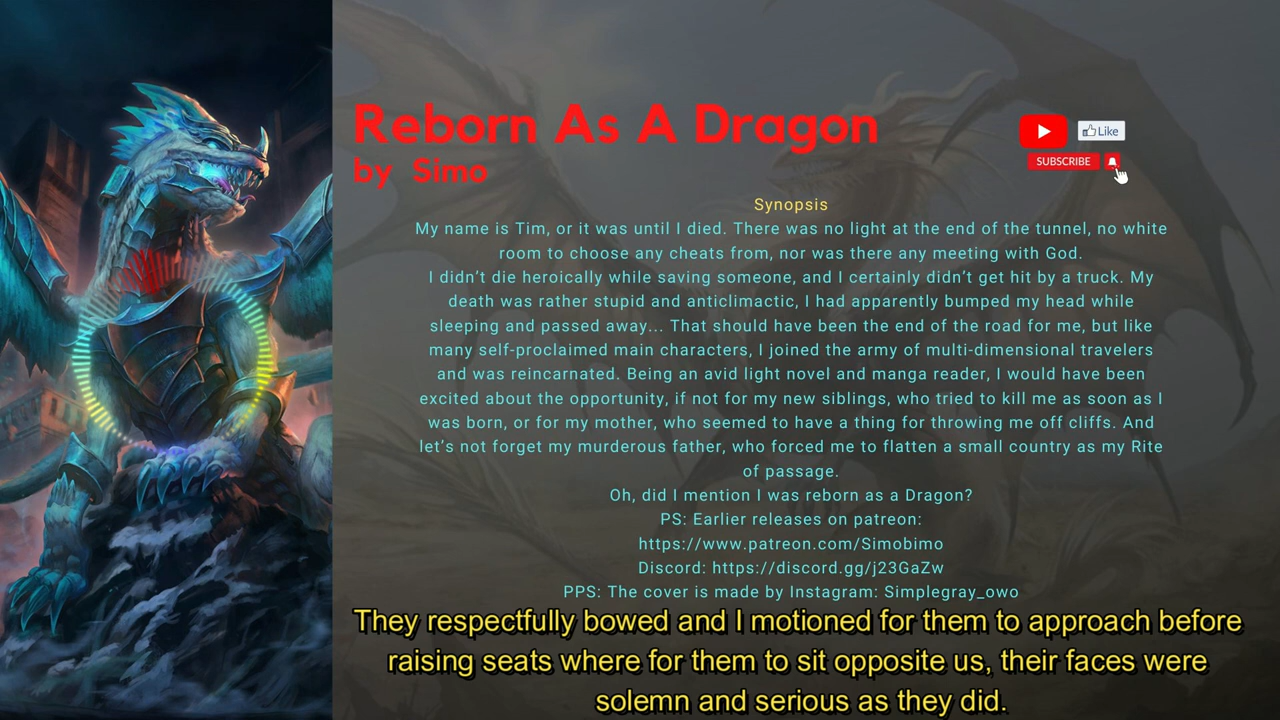 Reborn As A Dragon
by Simo
Like
SUBSCRIBE
Synopsis
My name is Tim, or it was until I died. There was no light at the end of the tunnel, no white
room to choose any cheats from, nor was there any meeting with God.
I didn’t die heroically while saving someone, and I certainly didn’t get hit by a truck. My
death was rather stupid and anticlimactic, I had apparently bumped my head while
sleeping and passed away... That should have been the end of the road for me, but like
many self-proclaimed main characters, I joined the army of multi-dimensional travelers
and was reincarnated. Being an avid light novel and manga reader, I would have been
excited about the opportunity, if not for my new siblings, who tried to kill me as soon as I
was born, or for my mother, who seemed to have a thing for throwing me off cliffs. And
let’s not forget my murderous father, who forced me to flatten a small country as my Rite
of passage.
Oh, did I mention I was reborn as a Dragon?
PS: Earlier releases on patreon:
https://www.patreon.com/Simobimo
Discord: https://discord.gg/j23GaZw
PPS: The cover is made by Instagram: Simplegray_owo
They respectfully bowed and I motioned for them to approach before
raising seats where for them to sit opposite us, their faces were
solemn and serious as they did.